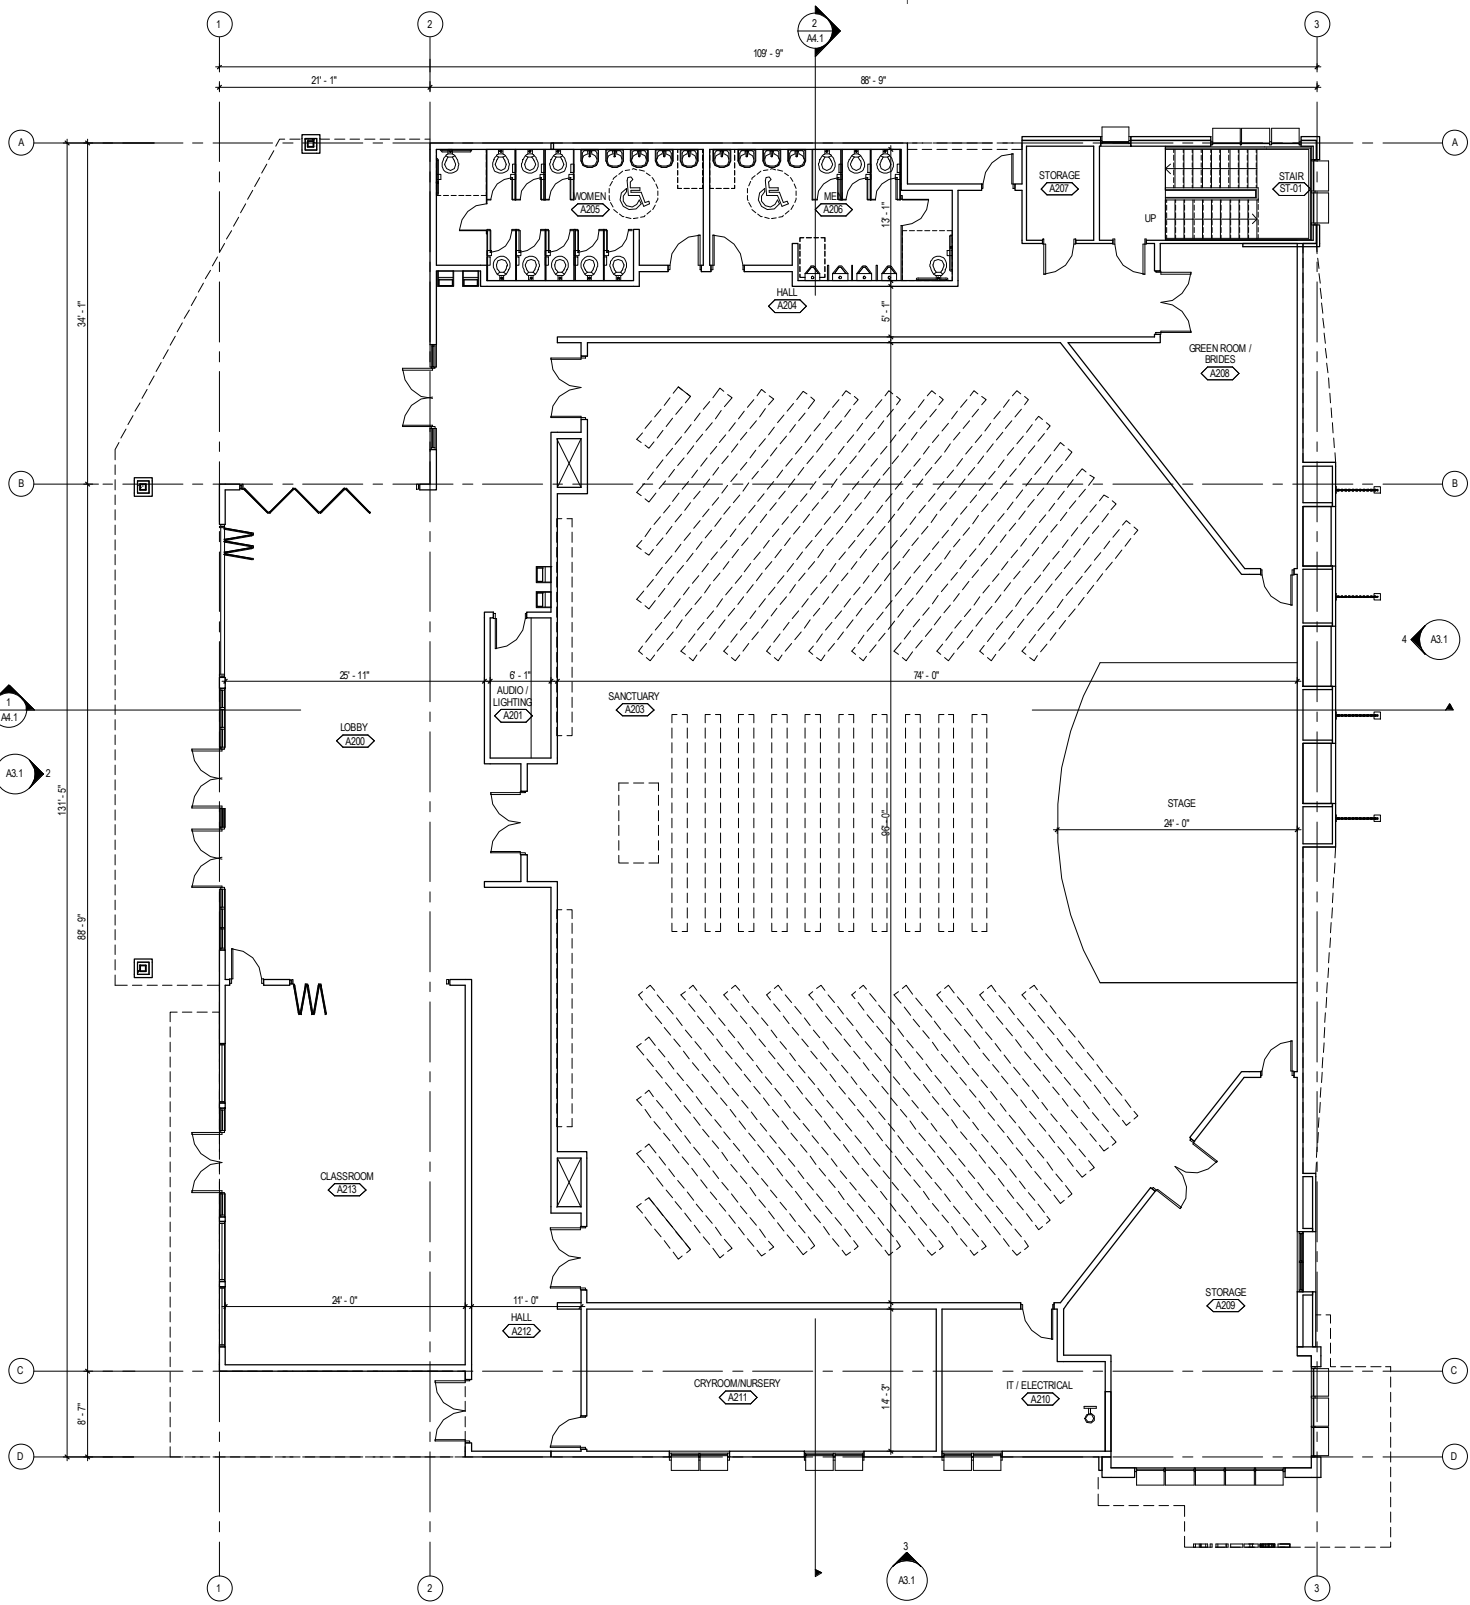 1
2
2
A4.1
3
109' - 9"
21' - 1"
88' - 9"
A
A
STORAGE
A207
STAIR
ST-01
UP
WOMEN
A205
MEN
A206
13' - 1"
HALL
A204
5' - 1"
34' - 1"
GREEN ROOM /
BRIDES
A208
B
B
4
A3.1
25' - 11"
6' - 1"
74' - 0"
AUDIO /
LIGHTING
A201
SANCTUARY
A203
1
A4.1
LOBBY
A200
A3.1
2
131' - 5"
STAGE
24' - 0"
96' - 0"
88' - 9"
CLASSROOM
A213
24' - 0"
11' - 0"
HALL
A212
STORAGE
A209
C
C
CRYROOM/NURSERY
A211
IT / ELECTRICAL
A210
14' - 3"
8' - 7"
D
D
3
A3.1
1
2
3